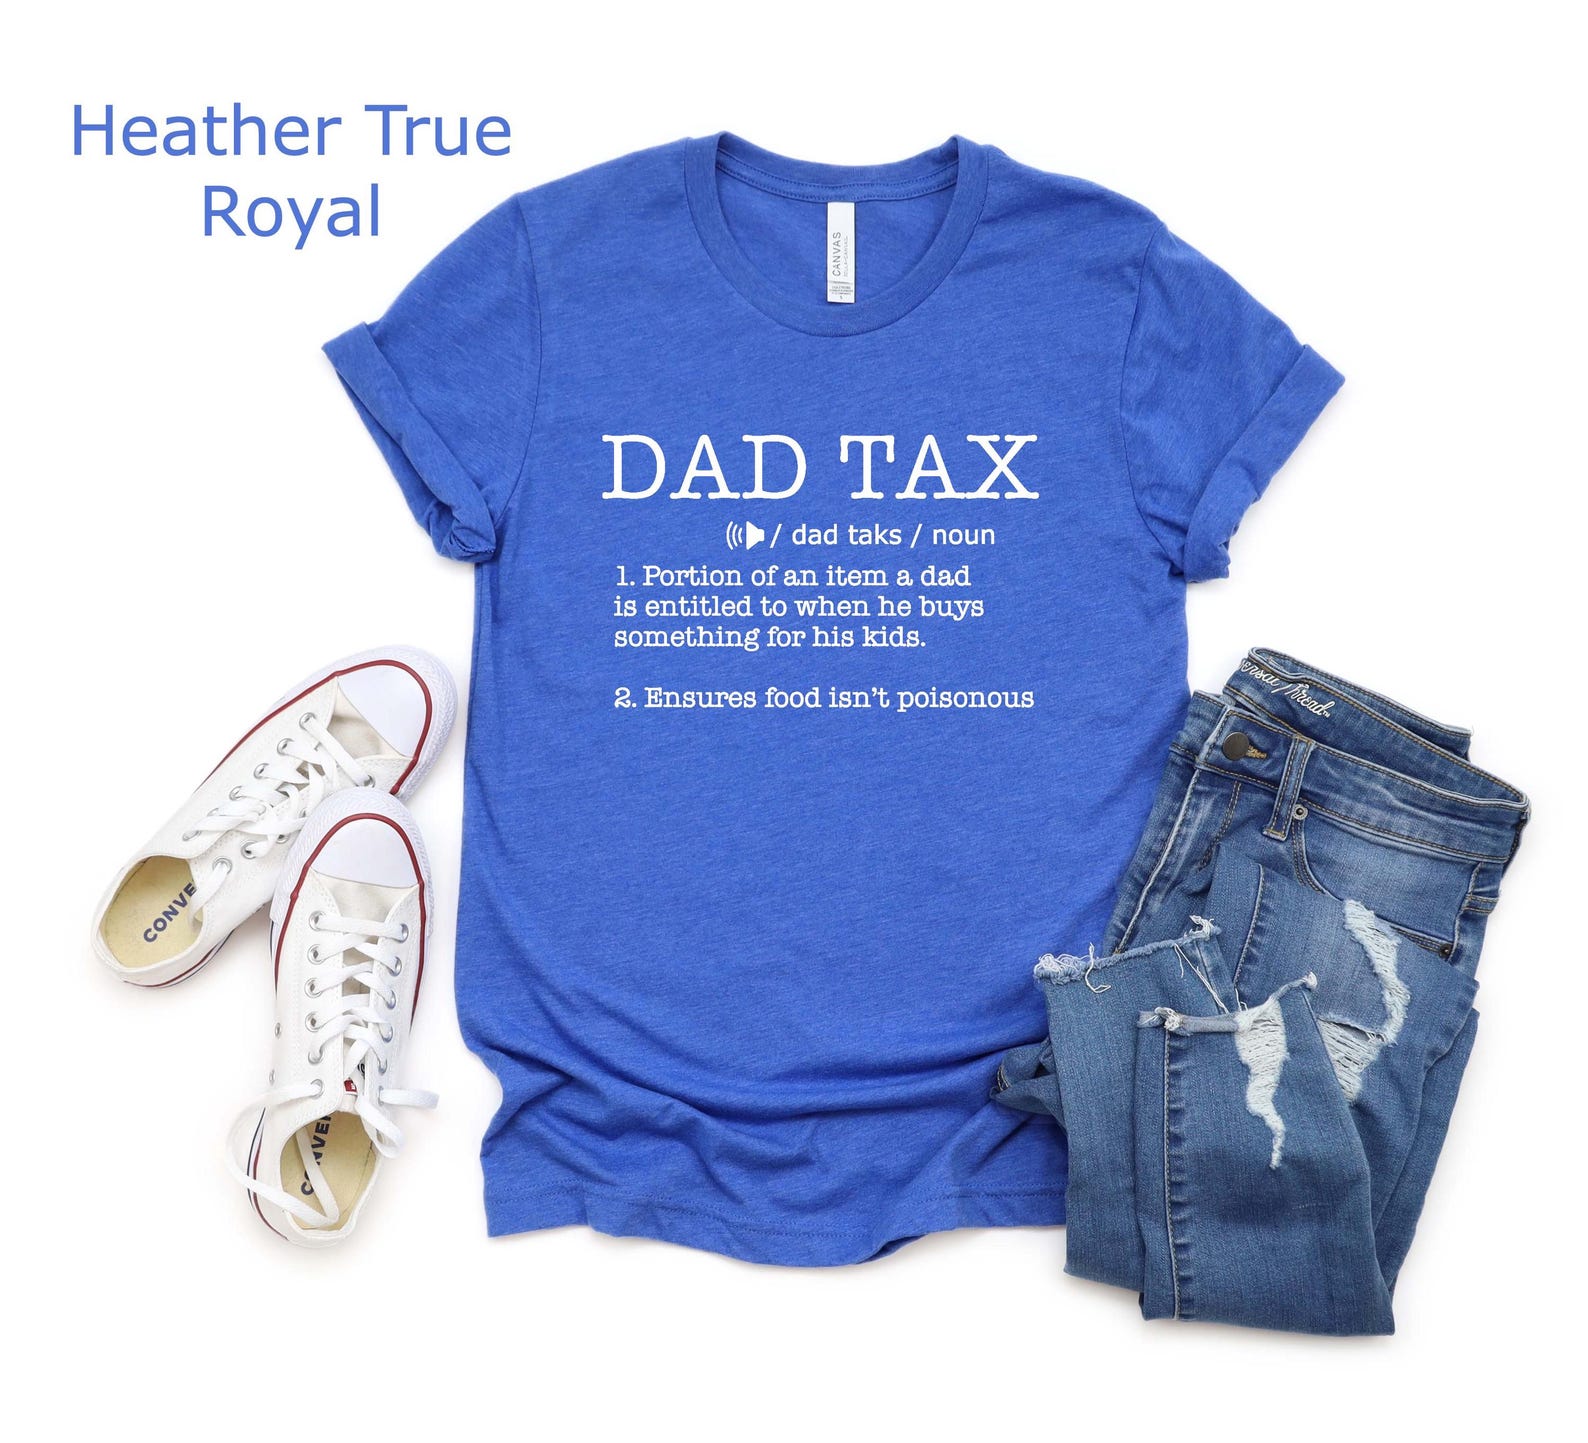 Heather True
Royal
CANVAS
DAD TAX
/ dad taks / noun
1. Portion of an item a dad
is entitled to when he buys
something for his kids.
2. Ensures food isn't poisonous
Thread
CONVE
CONVE